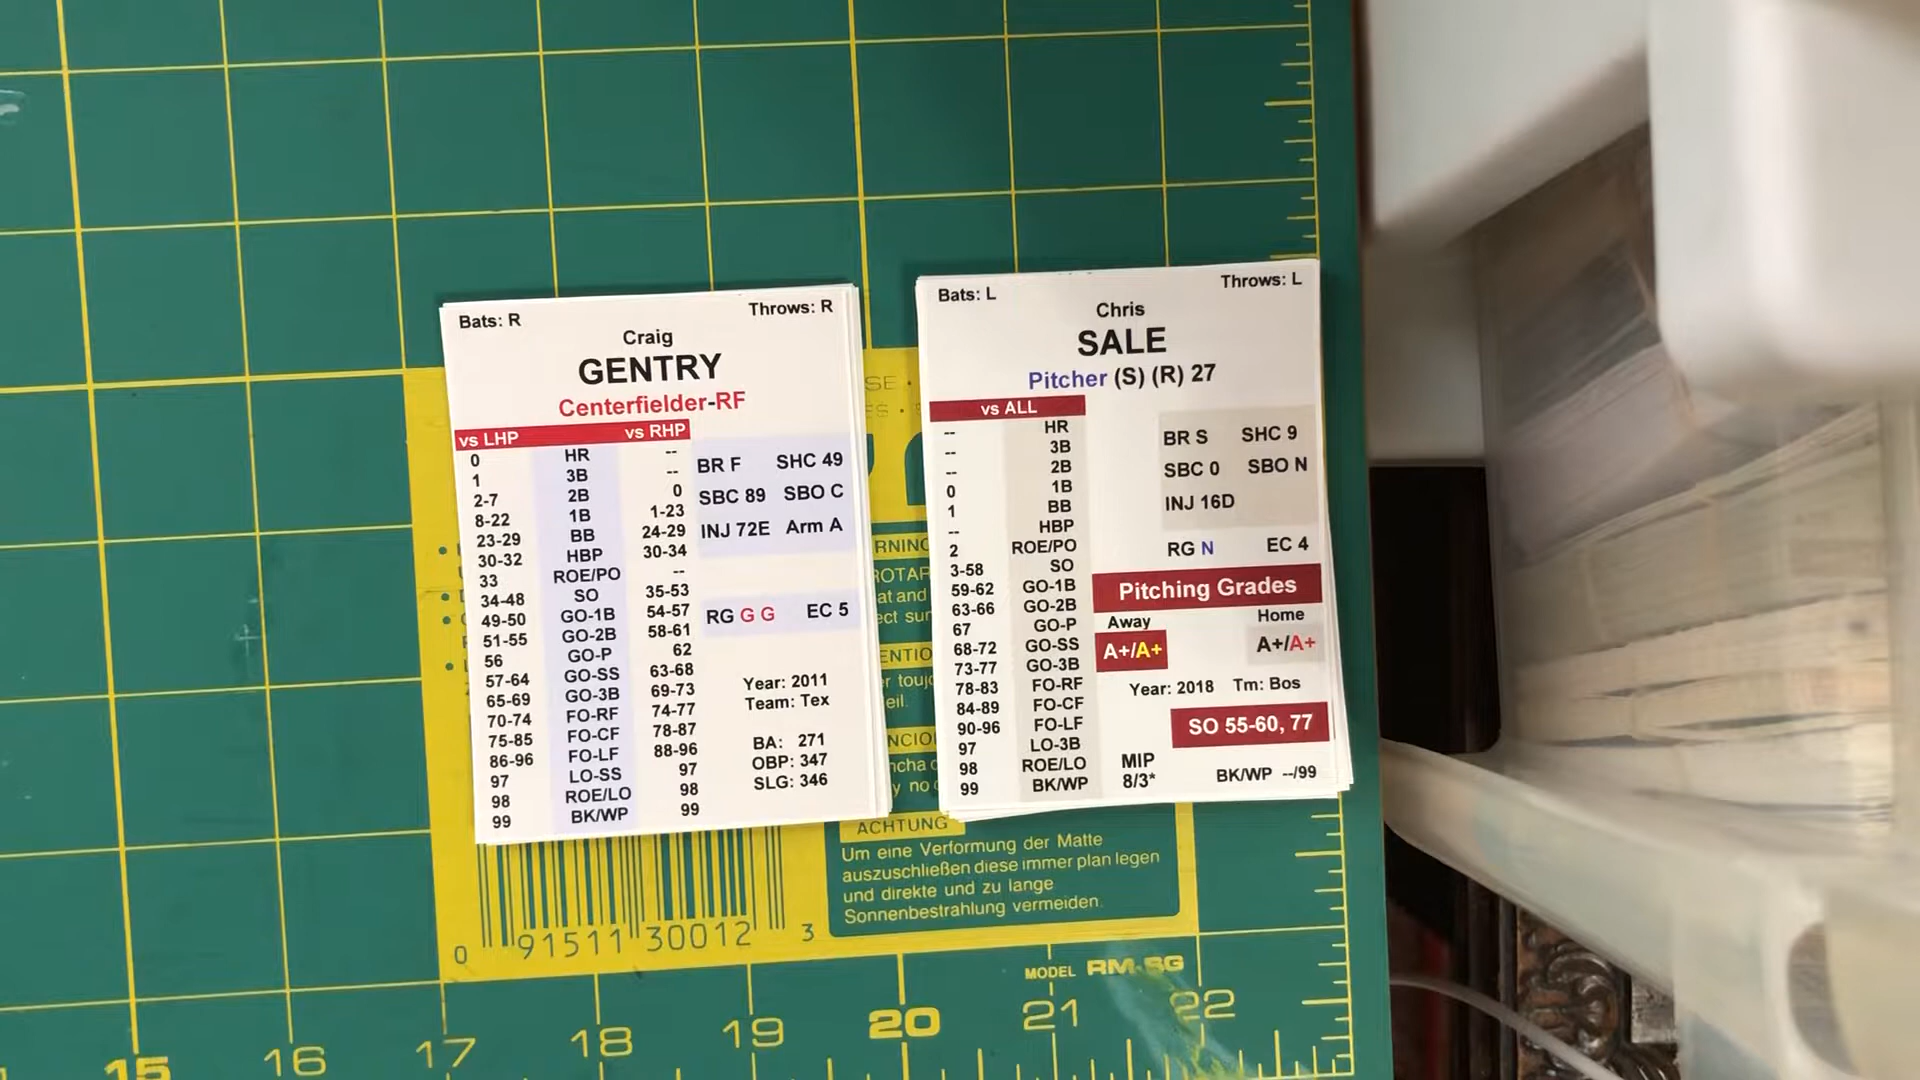 Bats: R Throws: R
Craig
GENTRY
Centerfielder-RF
vs LHP vs RHP
0 HR --
1 3B --
2-7 2B 0
8-22 1B 1-23
23-29 BB 24-29
30-32 HBP 30-34
33 ROE/PO --
34-48 SO 35-53
49-50 GO-1B 54-57
51-55 GO-2B 58-61
56 GO-P 62
57-64 GO-SS 63-68
65-69 GO-3B 69-73
70-74 FO-RF 74-77
75-85 FO-CF 78-87
86-96 FO-LF 88-96
97 LO-SS 97
98 ROE/LO 98
99 BK/WP 99
BR F SHC 49
SBC 89 SBO C
INJ 72E Arm A
RG G G EC 5
Year: 2011
Team: Tex
BA: 271
OBP: 347
SLG: 346
Bats: L Throws: L
Chris
SALE
Pitcher (S) (R) 27
vs ALL
-- HR
-- 3B
-- 2B
0 1B
1 BB
-- HBP
2 ROE/PO
3-58 SO
59-62 GO-1B
63-66 GO-2B
67 GO-P
68-72 GO-SS
73-77 GO-3B
78-83 FO-RF
84-89 FO-CF
90-96 FO-LF
97 LO-3B
98 ROE/LO
99 BK/WP
BR S SHC 9
SBC 0 SBO N
INJ 16D
RG N EC 4
Pitching Grades
Away Home
A+/A+ A+/A+
Year: 2018 Tm: Bos
SO 55-60, 77
MIP
8/3*
BK/WP --/99
ACHTUNG
Um eine Verformung der Matte
auszuschließen diese immer plan legen
und direkte und zu lange
Sonnenbestrahlung vermeiden.
0 91511 30012 3
MODEL RM-SG
15 16 17 18 19 20 21 22